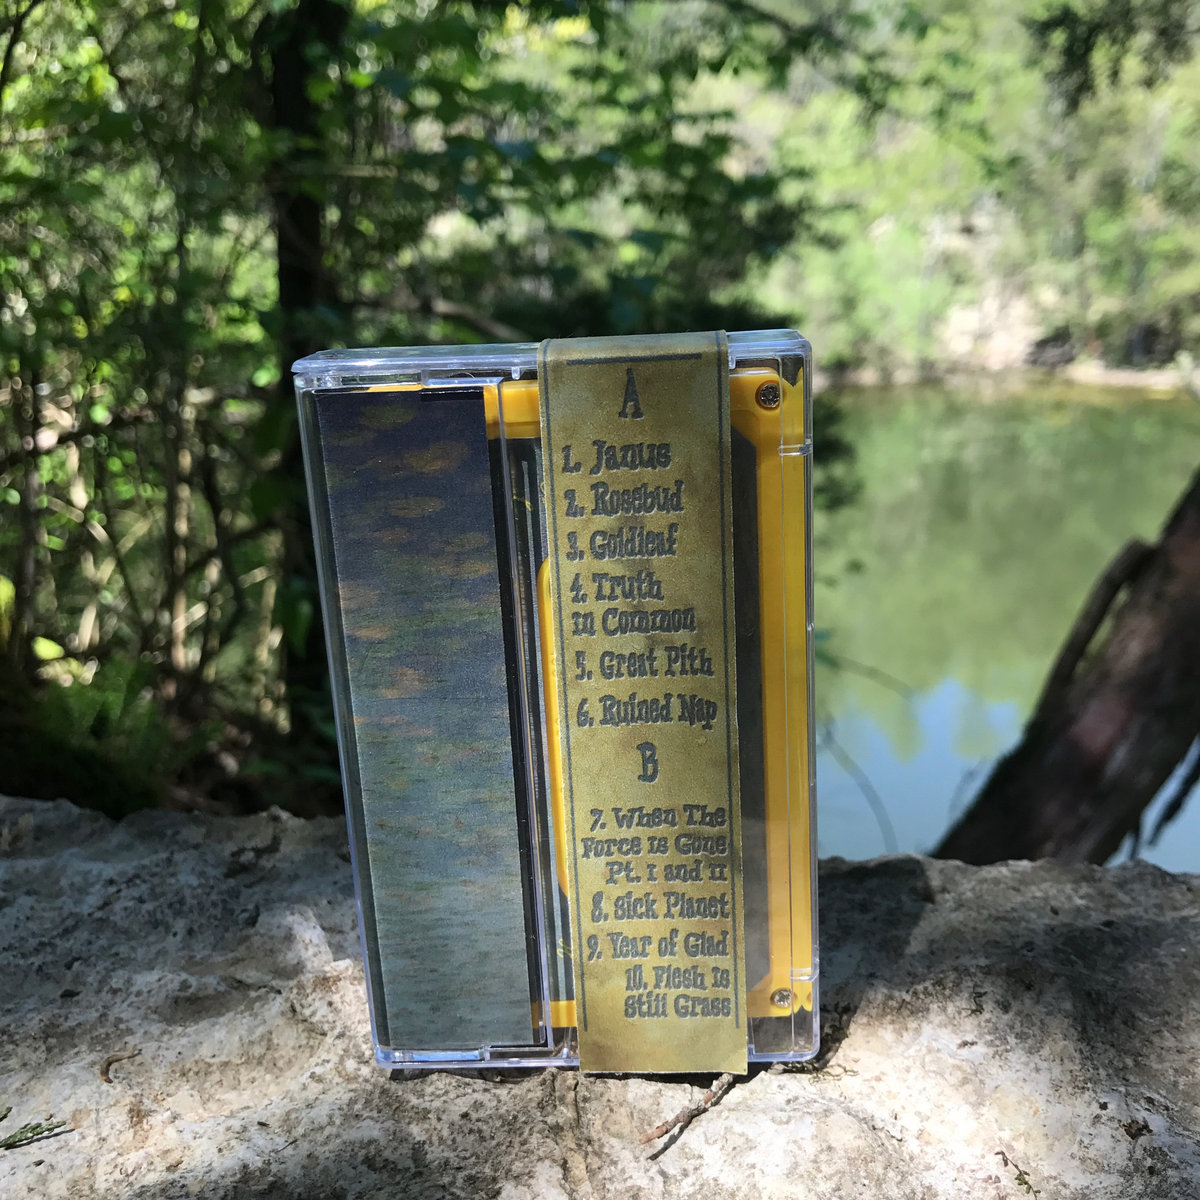 A
1. Janus
2. Rosebud
3. Goldleaf
4. Truth
in Common
5. Great Pith
6. Ruined Nap
B
7. When The
Force is Gone
Pt. I and II
8. Sick Planet
9. Year of Glad
10. Flesh is
Still Grass